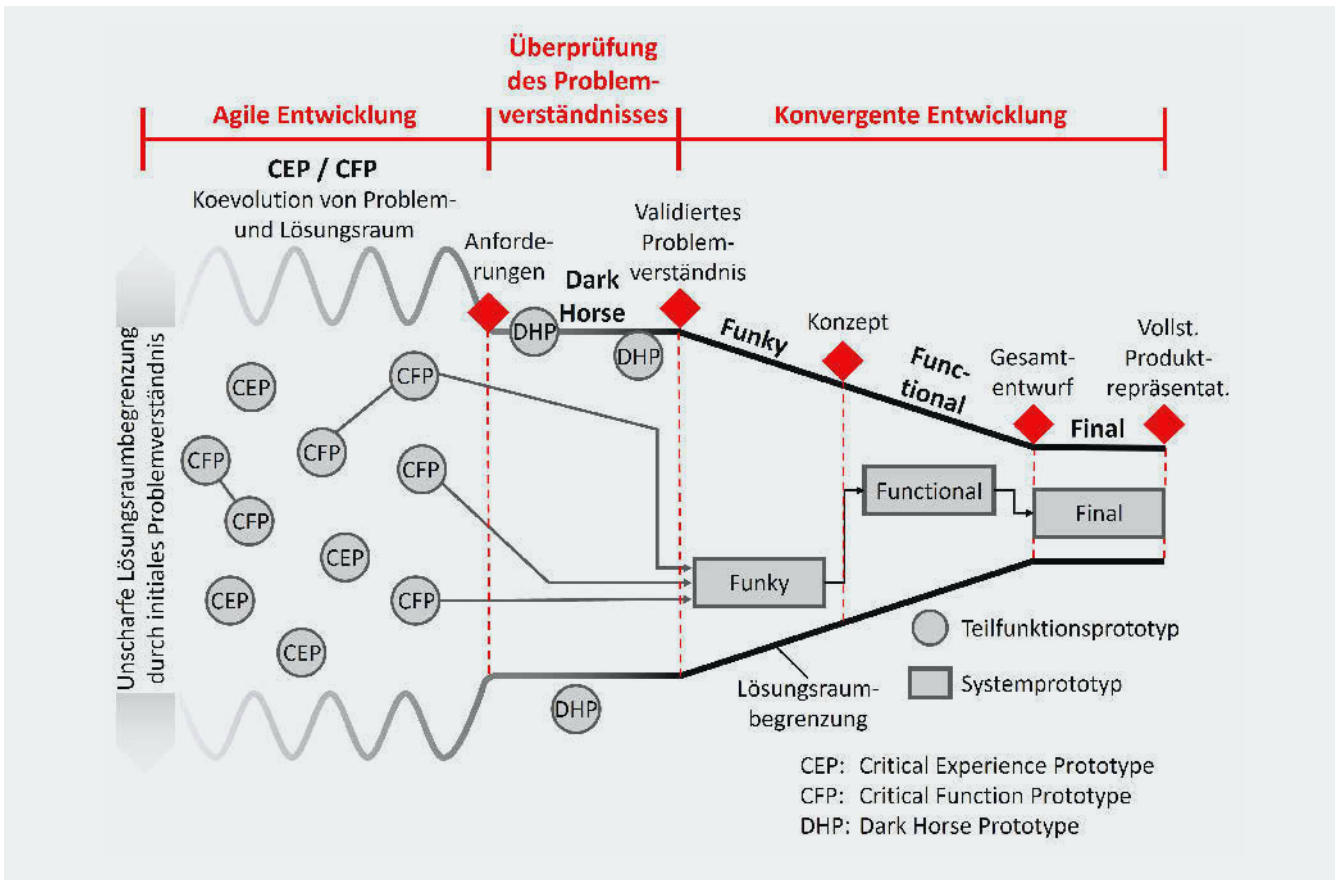 Überprüfung
des Problem-
verständnisses
Agile Entwicklung
Konvergente Entwicklung
CEP / CFP
Koevolution von Problem-
und Lösungsraum
Anforde-
rungen
Dark
Horse
Validiertes
Problem-
verständnis
Funky
Konzept
Func-
tional
Gesamt-
entwurf
Final
Vollst.
Produkt-
repräsentat.
Unscharfe Lösungsraumbegrenzung
durch initiales Problemverständnis
DHP
DHP
CEP
CFP
CFP
CFP
CFP
CFP
CEP
CEP
CFP
CEP
DHP
Funky
Functional
Final
Lösungsraum-
begrenzung
Teilfunktionsprototyp
Systemprototyp
CEP: Critical Experience Prototype
CFP: Critical Function Prototype
DHP: Dark Horse Prototype